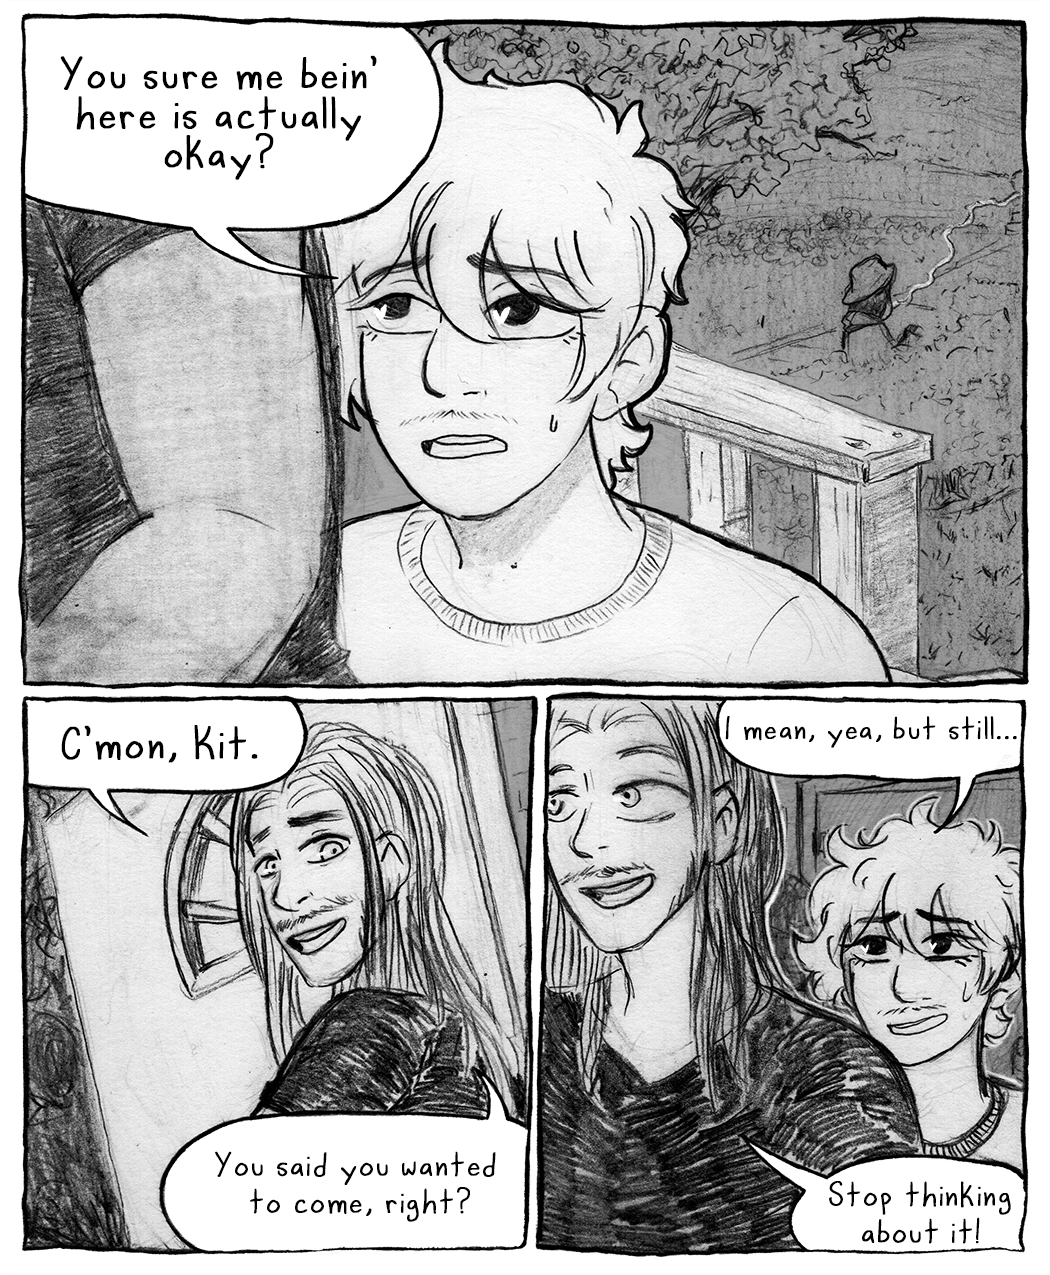 You sure me bein'
here is actually
okay?
C'mon, Kit.
You said you wanted
to come, right?
I mean, yea, but still...
Stop thinking
about it!